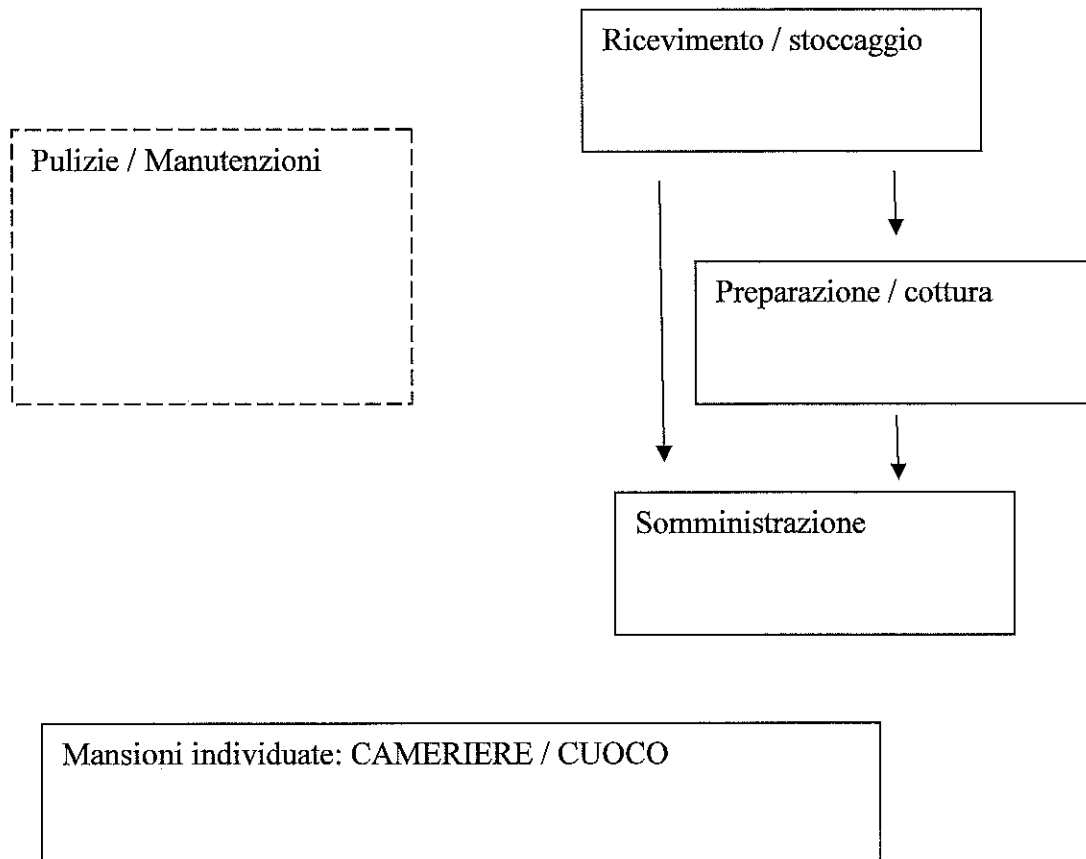 Ricevimento / stoccaggio
Pulizie / Manutenzioni
Preparazione / cottura
Somministrazione
Mansioni individuate: CAMERIERE / CUOCO